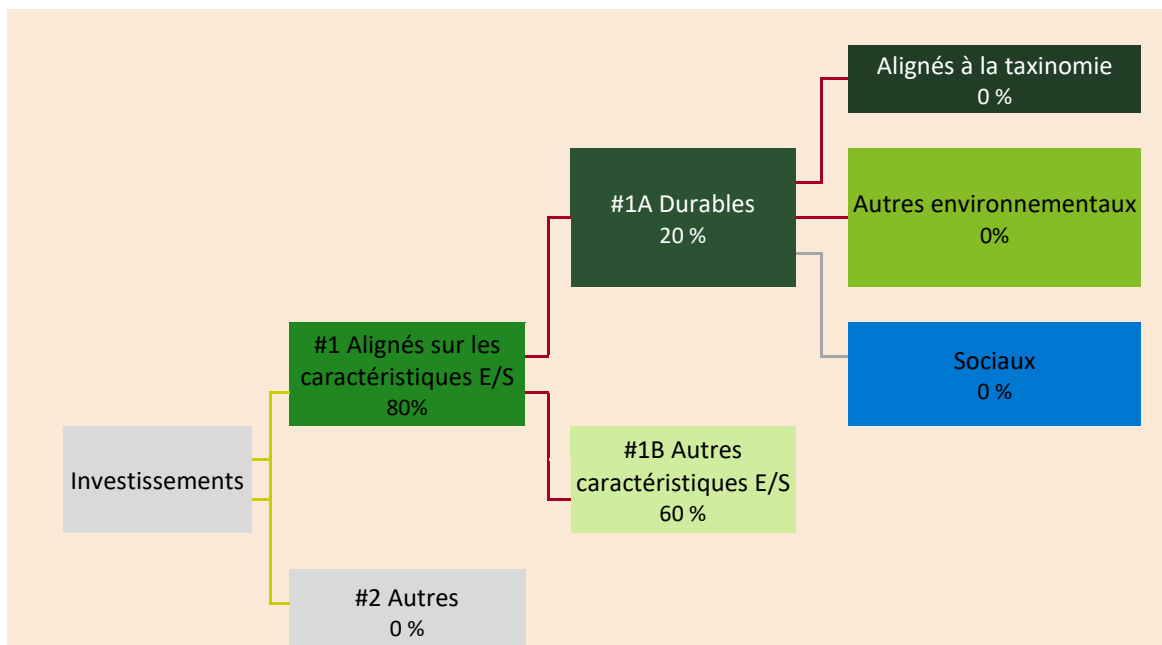 Alignés à la taxinomie
0 %
#1A Durables
20 %
Autres environnementaux
0%
#1 Alignés sur les
caractéristiques E/S
80%
Sociaux
0 %
Investissements
#1B Autres
caractéristiques E/S
60 %
#2 Autres
0 %